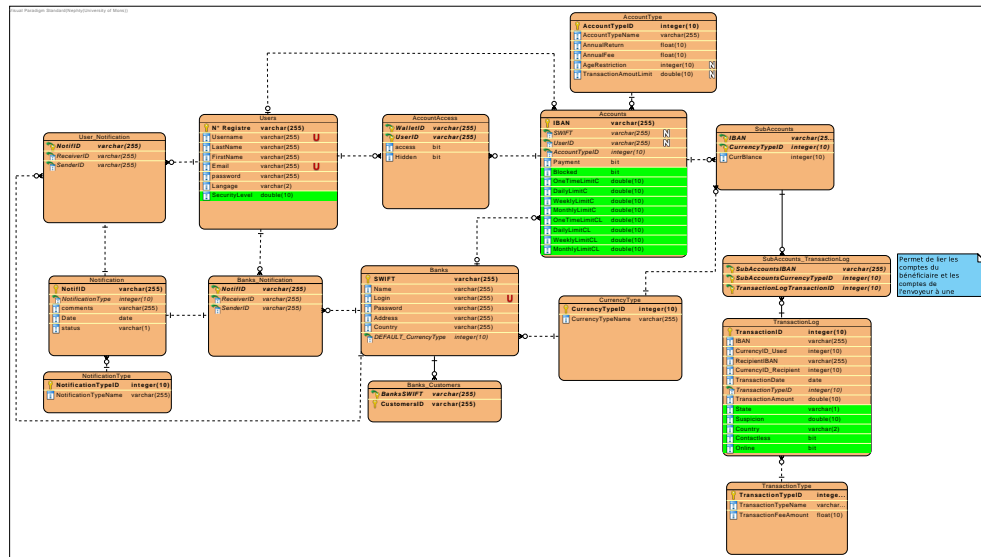 Visual Paradigm Standard(Nephty(University of Mons))
AccountType
AccountTypeID integer(10)
AccountTypeName varchar(255)
AnnualReturn float(10)
AnnualFee float(10)
AgeRestriction integer(10) N
TransactionAmoutLimit double(10) N
Users
N° Registre varchar(255)
Username varchar(255) U
LastName varchar(255)
FirstName varchar(255)
Email varchar(255) U
password varchar(255)
Langage varchar(2)
SecurityLevel double(10)
AccountAccess
WalletID varchar(255)
UserID varchar(255)
access bit
Hidden bit
Accounts
IBAN varchar(255)
SWIFT varchar(255) N
UserID varchar(255) N
AccountTypeID integer(10)
Payment bit
Blocked bit
OneTimeLimitC double(10)
DailyLimitC double(10)
WeeklyLimitC double(10)
MonthlyLimitC double(10)
OneTimeLimitCL double(10)
DailyLimitCL double(10)
WeeklyLimitCL double(10)
MonthlyLimitCL double(10)
SubAccounts
IBAN varchar(25...
CurrencyTypeID integer(10)
CurrBlance integer(10)
User_Notification
NotifID varchar(255)
ReceiverID varchar(255)
SenderID varchar(255)
SubAccounts_TransactionLog
SubAccountsIBAN varchar(255)
SubAccountsCurrencyTypeID integer(10)
TransactionLogTransactionID integer(10)
Permet de lier les
comptes du
bénéficiaire et les
comptes de
l'envoyeur à une
Notification
NotifID varchar(255)
NotificationType integer(10)
comments varchar(255)
Date date
status varchar(1)
Banks_Notification
NotifID varchar(255)
ReceiverID varchar(255)
SenderID varchar(255)
Banks
SWIFT varchar(255)
Name varchar(255)
Login varchar(255) U
Password varchar(255)
Address varchar(255)
Country varchar(255)
DEFAULT_CurrencyType integer(10)
CurrencyType
CurrencyTypeID integer(10)
CurrencyTypeName varchar(255)
TransactionLog
TransactionID integer(10)
IBAN varchar(255)
CurrencyID_Used integer(10)
RecipientIBAN varchar(255)
CurrencyID_Recipient integer(10)
TransactionDate date
TransactionTypeID integer(10)
TransactionAmount double(10)
State varchar(1)
Suspicion double(10)
Country varchar(2)
Contactless bit
Online bit
NotificationType
NotificationTypeID integer(10)
NotificationTypeName varchar(255)
Banks_Customers
BanksSWIFT varchar(255)
CustomersID varchar(255)
TransactionType
TransactionTypeID intege...
TransactionTypeName varchar...
TransactionFeeAmount float(10)